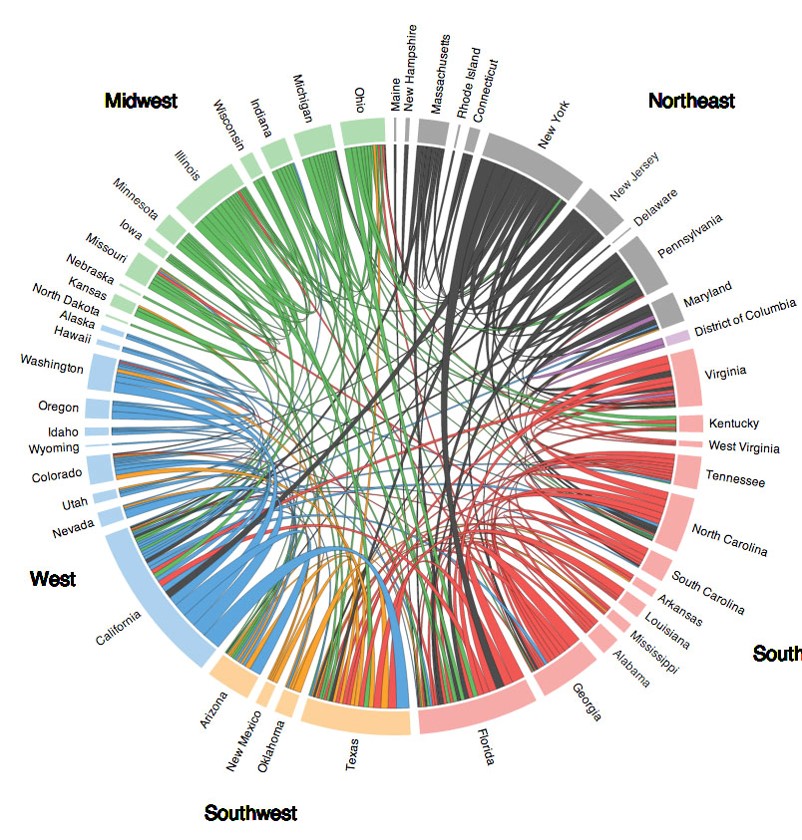 Midwest
Northeast
Maine
New Hampshire
Massachusetts
Rhode Island
Connecticut
New York
New Jersey
Delaware
Pennsylvania
Maryland
District of Columbia
Virginia
Kentucky
West Virginia
Tennessee
North Carolina
South Carolina
Arkansas
Louisiana
Mississippi
Alabama
Georgia
Florida
Texas
Oklahoma
New Mexico
Arizona
California
Nevada
Utah
Colorado
Wyoming
Idaho
Oregon
Washington
Hawaii
Alaska
North Dakota
Kansas
Nebraska
Missouri
Iowa
Minnesota
Illinois
Wisconsin
Indiana
Michigan
Ohio
West
South
Southwest